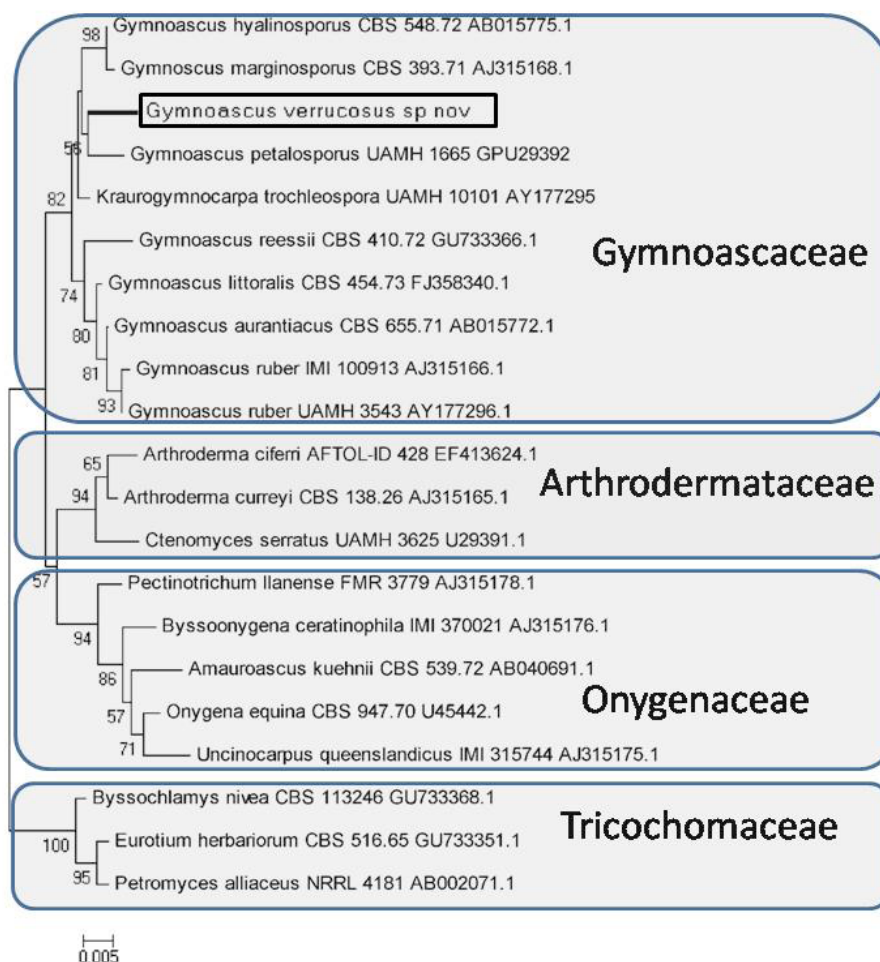 Gymnoascus hyalinosporus CBS 548.72 AB015775.1
98
Gymnoscus marginosporus CBS 393.71 AJ315168.1
Gymnoascus verrucosus sp nov
56
Gymnoascus petalosporus UAMH 1665 GPU29392
82
Kraurogymnocarpa trochleospora UAMH 10101 AY177295
Gymnoascus reessii CBS 410.72 GU733366.1
Gymnoascaceae
74
Gymnoascus littoralis CBS 454.73 FJ358340.1
80
Gymnoascus aurantiacus CBS 655.71 AB015772.1
81
Gymnoascus ruber IMI 100913 AJ315166.1
93
Gymnoascus ruber UAMH 3543 AY177296.1
Arthroderma ciferri AFTOL-ID 428 EF413624.1
65
Arthrodermataceae
94
Arthroderma curreyi CBS 138.26 AJ315165.1
Ctenomyces serratus UAMH 3625 U29391.1
57
Pectinotrichum llanense FMR 3779 AJ315178.1
94
Byssoonygena ceratinophila IMI 370021 AJ315176.1
86
Amauroascus kuehnii CBS 539.72 AB040691.1
Onygenaceae
57
Onygena equina CBS 947.70 U45442.1
71
Uncinocarpus queenslandicus IMI 315744 AJ315175.1
Byssochlamys nivea CBS 113246 GU733368.1
Tricochomaceae
100
Eurotium herbariorum CBS 516.65 GU733351.1
95
Petromyces alliaceus NRRL 4181 AB002071.1
0.005